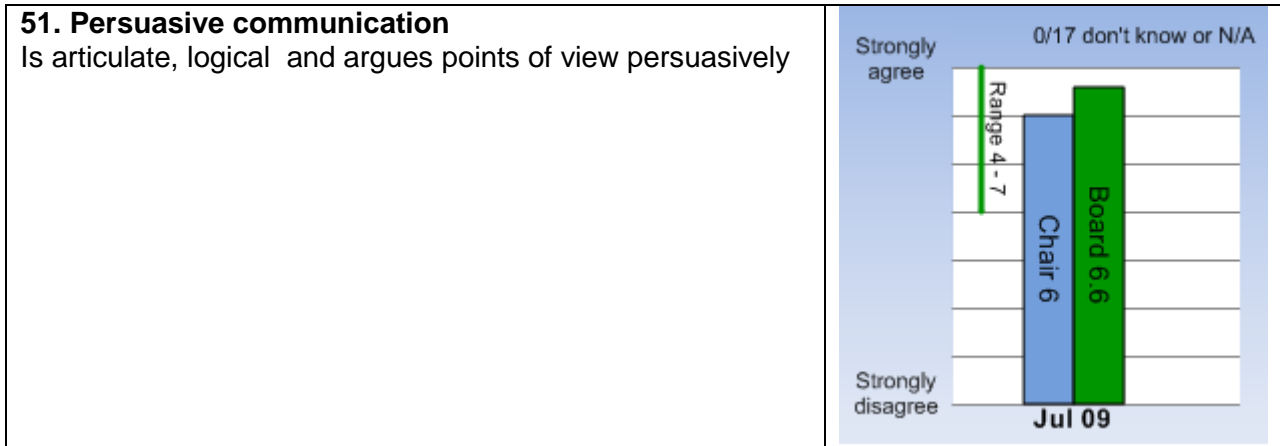 51. Persuasive communication
Is articulate, logical  and argues points of view persuasively
0/17 don't know or N/A
Strongly
agree
Range 4 - 7
Chair 6
Board 6.6
Strongly
disagree
Jul 09